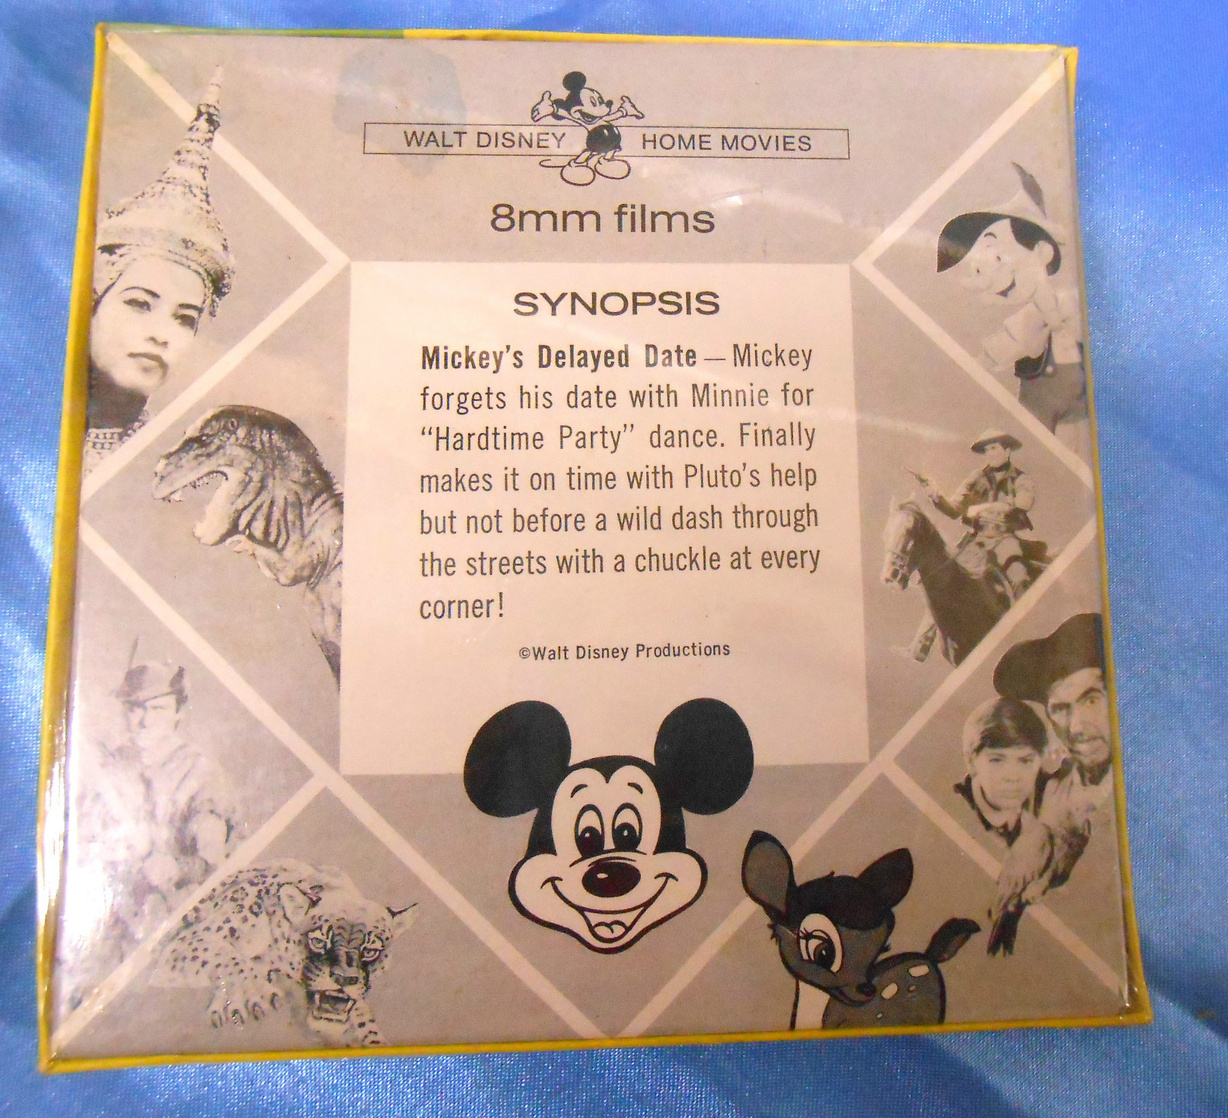 WALT DISNEY HOME MOVIES
8mm films
SYNOPSIS
Mickey's Delayed Date — Mickey
forgets his date with Minnie for
“Hardtime Party” dance. Finally
makes it on time with Pluto's help
but not before a wild dash through
the streets with a chuckle at every
corner!
©Walt Disney Productions